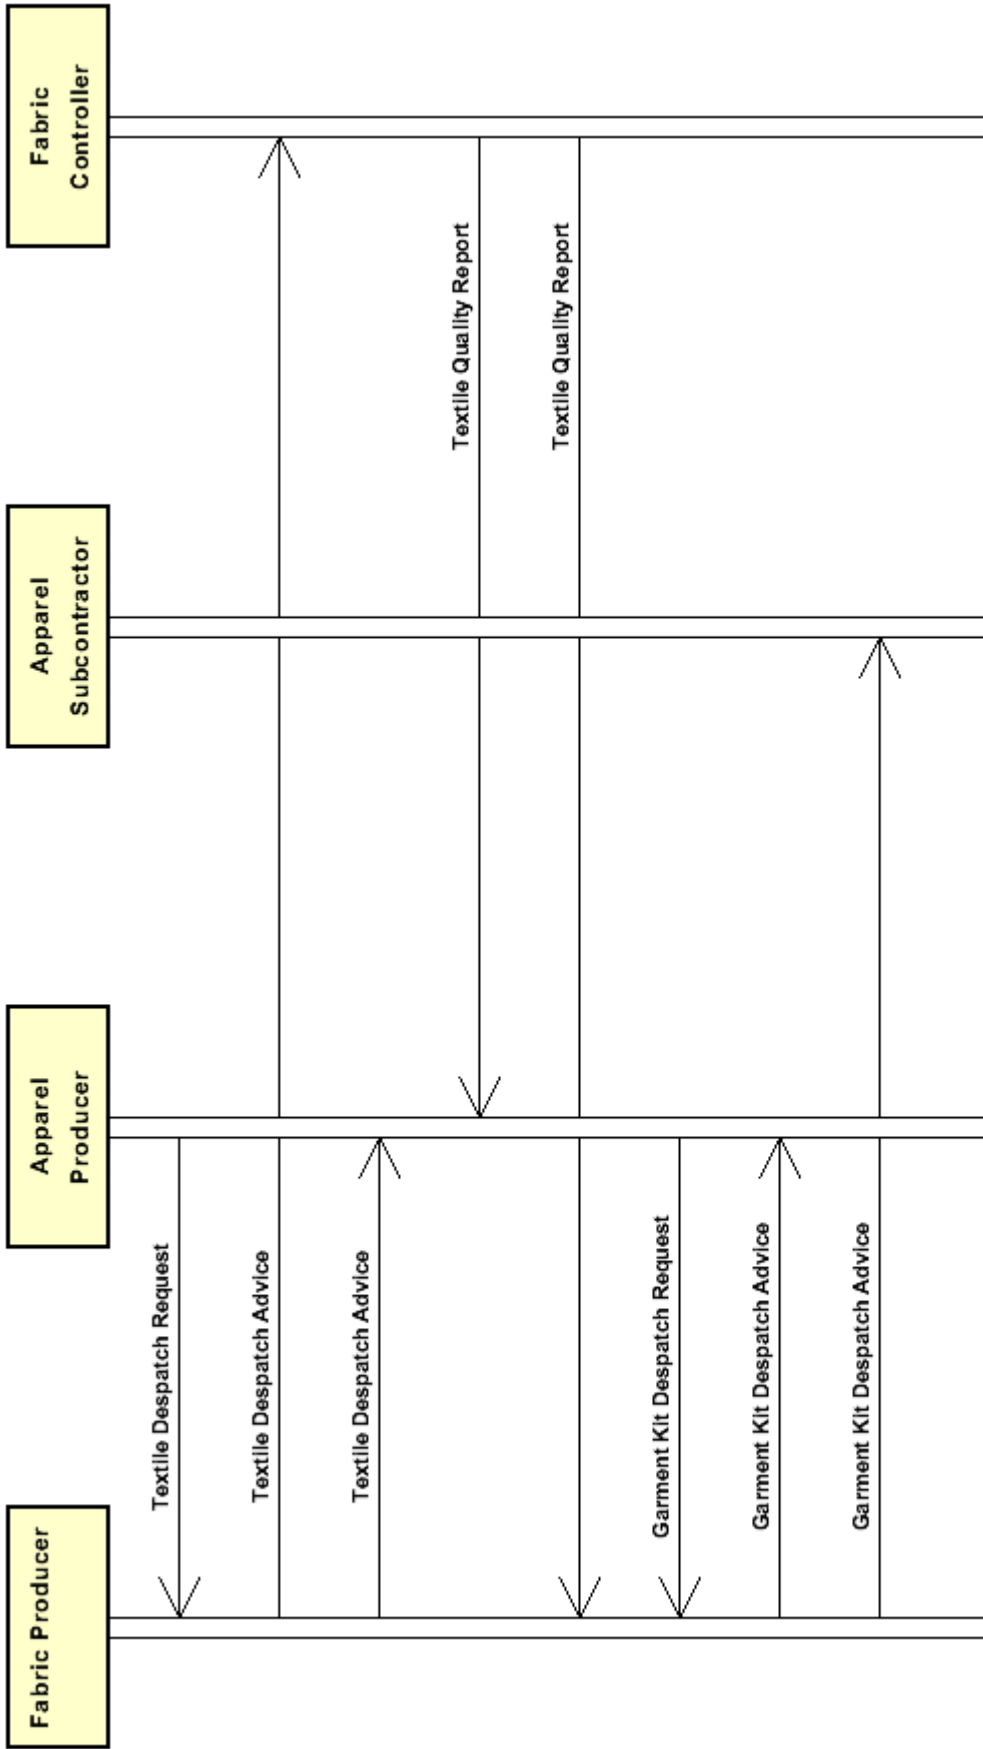 Fabric Producer
Apparel
Producer
Apparel
Subcontractor
Fabric
Controller
Textile Despatch Request
Textile Despatch Advice
Textile Despatch Advice
Textile Quality Report
Textile Quality Report
Garment Kit Despatch Request
Garment Kit Despatch Advice
Garment Kit Despatch Advice